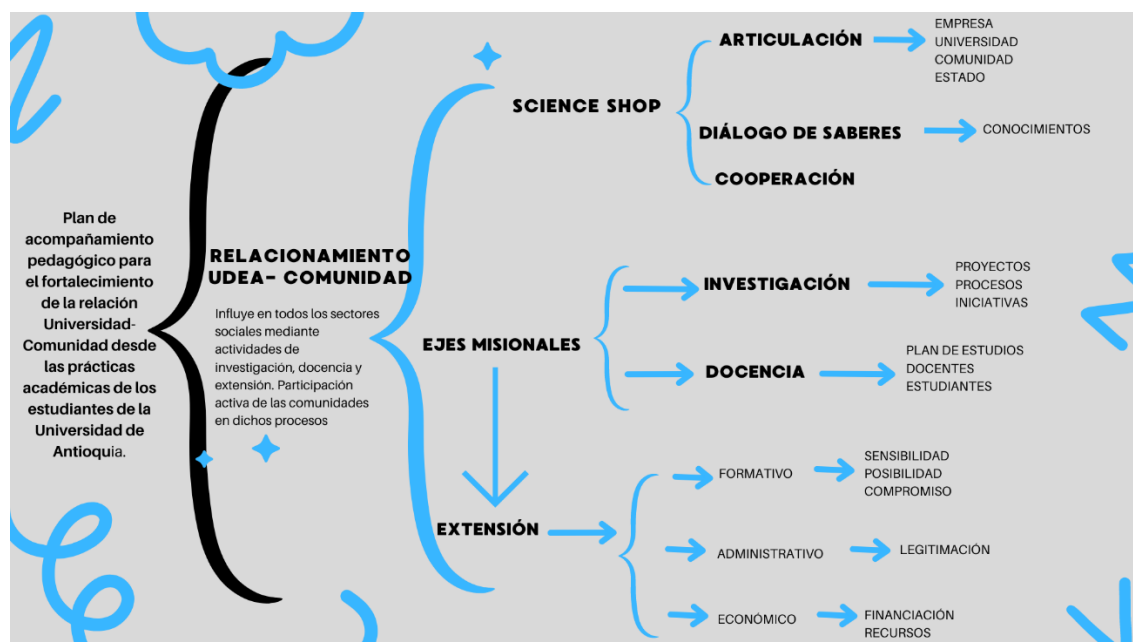 Plan de
acompañamiento
pedagógico para
el fortalecimiento
de la relación
Universidad-
Comunidad desde
las prácticas
académicas de los
estudiantes de la
Universidad de
Antioquia.
RELACIONAMIENTO
UDEA- COMUNIDAD
Influye en todos los sectores
sociales mediante
actividades de
investigación, docencia y
extensión. Participación
activa de las comunidades
en dichos procesos
SCIENCE SHOP
ARTICULACIÓN
EMPRESA
UNIVERSIDAD
COMUNIDAD
ESTADO
DIÁLOGO DE SABERES
CONOCIMIENTOS
COOPERACIÓN
EJES MISIONALES
INVESTIGACIÓN
PROYECTOS
PROCESOS
INICIATIVAS
DOCENCIA
PLAN DE ESTUDIOS
DOCENTES
ESTUDIANTES
EXTENSIÓN
FORMATIVO
SENSIBILIDAD
POSIBILIDAD
COMPROMISO
ADMINISTRATIVO
LEGITIMACIÓN
ECONÓMICO
FINANCIACIÓN
RECURSOS